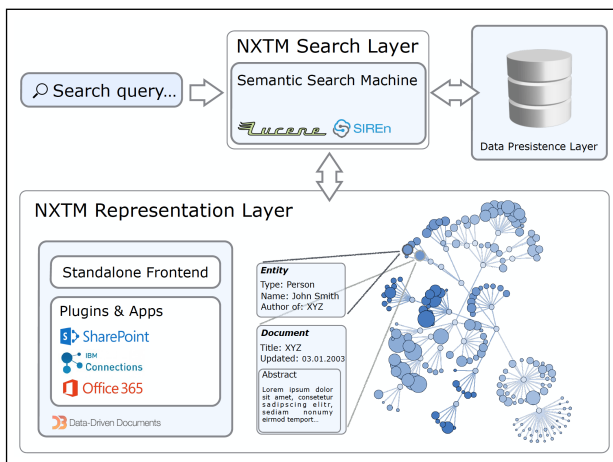 NXTM Search Layer
Search query...
Semantic Search Machine
Lucene
SIREn
Data Presistence Layer
NXTM Representation Layer
Standalone Frontend
Plugins & Apps
SharePoint
IBM
Connections
Office 365
Data-Driven Documents
Entity
Type: Person
Name: John Smith
Author of: XYZ
Document
Title: XYZ
Updated: 03.01.2003
Abstract
Lorem ipsum dolor
sit amet, consetetur
sadipscing elitr,
sediam nonumy
eirmod temport...